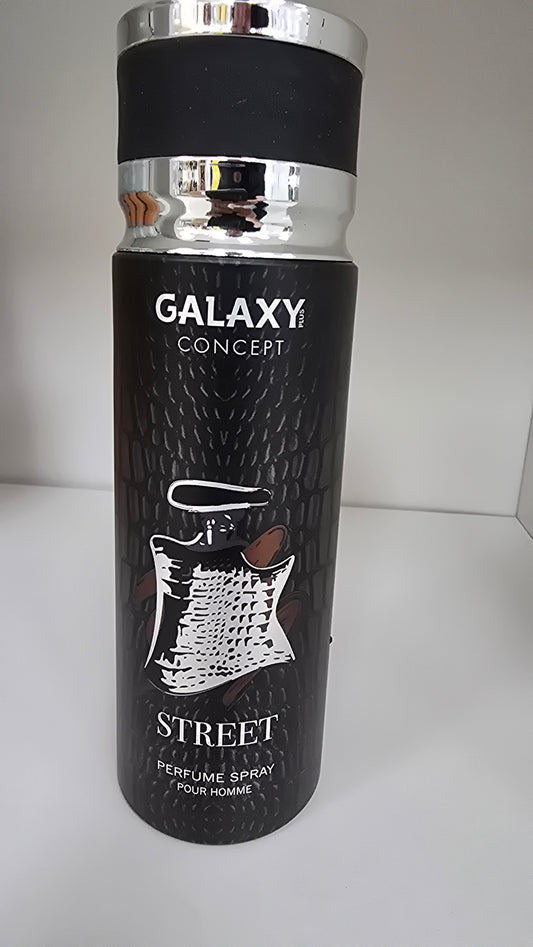 GALAXY PLUS
CONCEPT
STREET
PERFUME SPRAY
POUR HOMME